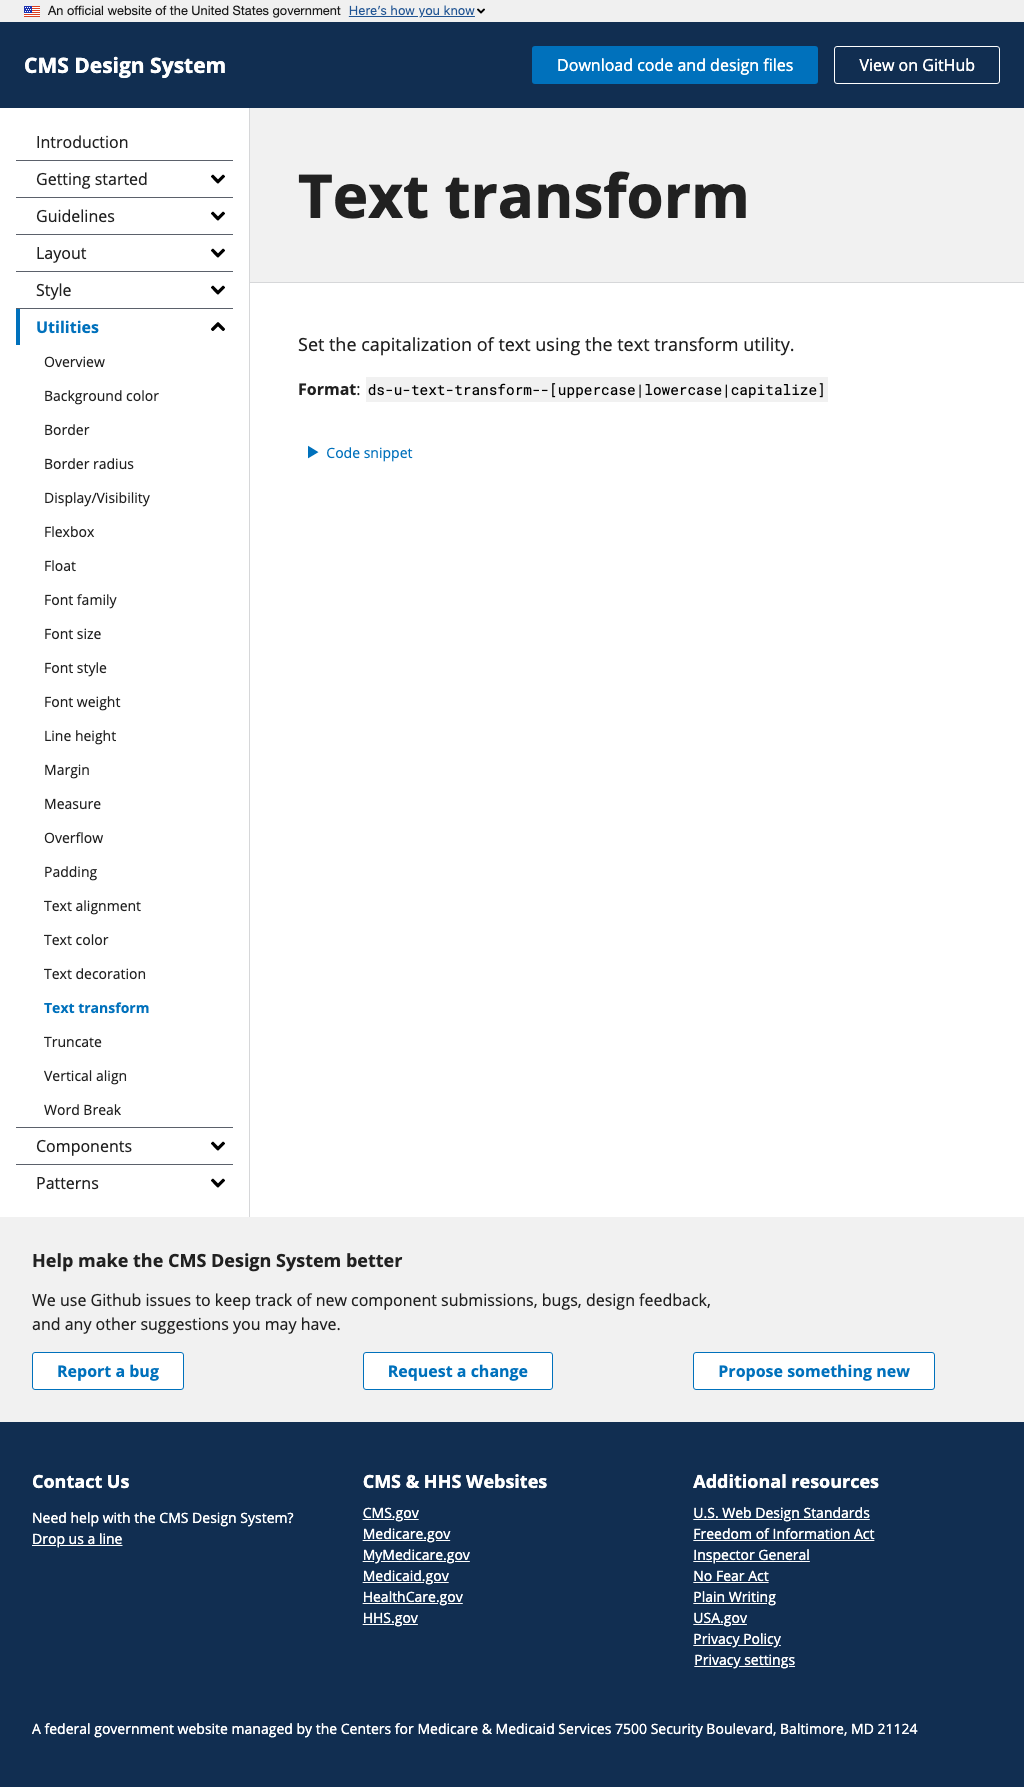 An official website of the United States government Here's how you know
CMS Design System
Download code and design files
View on GitHub
Introduction
Getting started
Guidelines
Layout
Style
Utilities
Overview
Background color
Border
Border radius
Display/Visibility
Flexbox
Float
Font family
Font size
Font style
Font weight
Line height
Margin
Measure
Overflow
Padding
Text alignment
Text color
Text decoration
Text transform
Truncate
Vertical align
Word Break
Components
Patterns
Text transform
Set the capitalization of text using the text transform utility.
Format: ds-u-text-transform--[uppercase|lowercase|capitalize]
Code snippet
Help make the CMS Design System better
We use Github issues to keep track of new component submissions, bugs, design feedback,
and any other suggestions you may have.
Report a bug
Request a change
Propose something new
Contact Us
Need help with the CMS Design System?
Drop us a line
CMS & HHS Websites
CMS.gov
Medicare.gov
MyMedicare.gov
Medicaid.gov
HealthCare.gov
HHS.gov
Additional resources
U.S. Web Design Standards
Freedom of Information Act
Inspector General
No Fear Act
Plain Writing
USA.gov
Privacy Policy
Privacy settings
A federal government website managed by the Centers for Medicare & Medicaid Services 7500 Security Boulevard, Baltimore, MD 21124